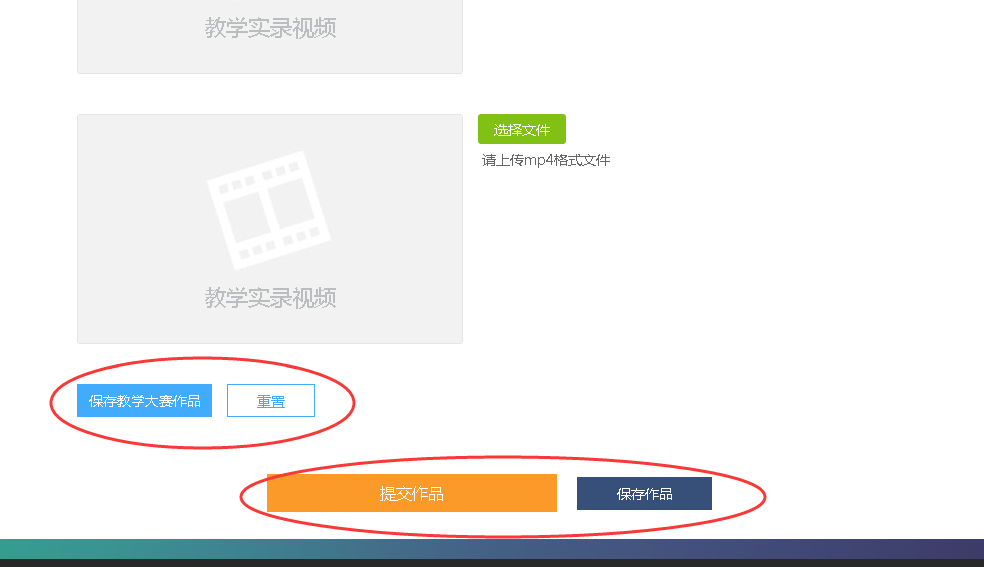 教学实录视频
选择文件
请上传mp4格式文件
教学实录视频
保存教学大赛作品 重置
提交作品 保存作品